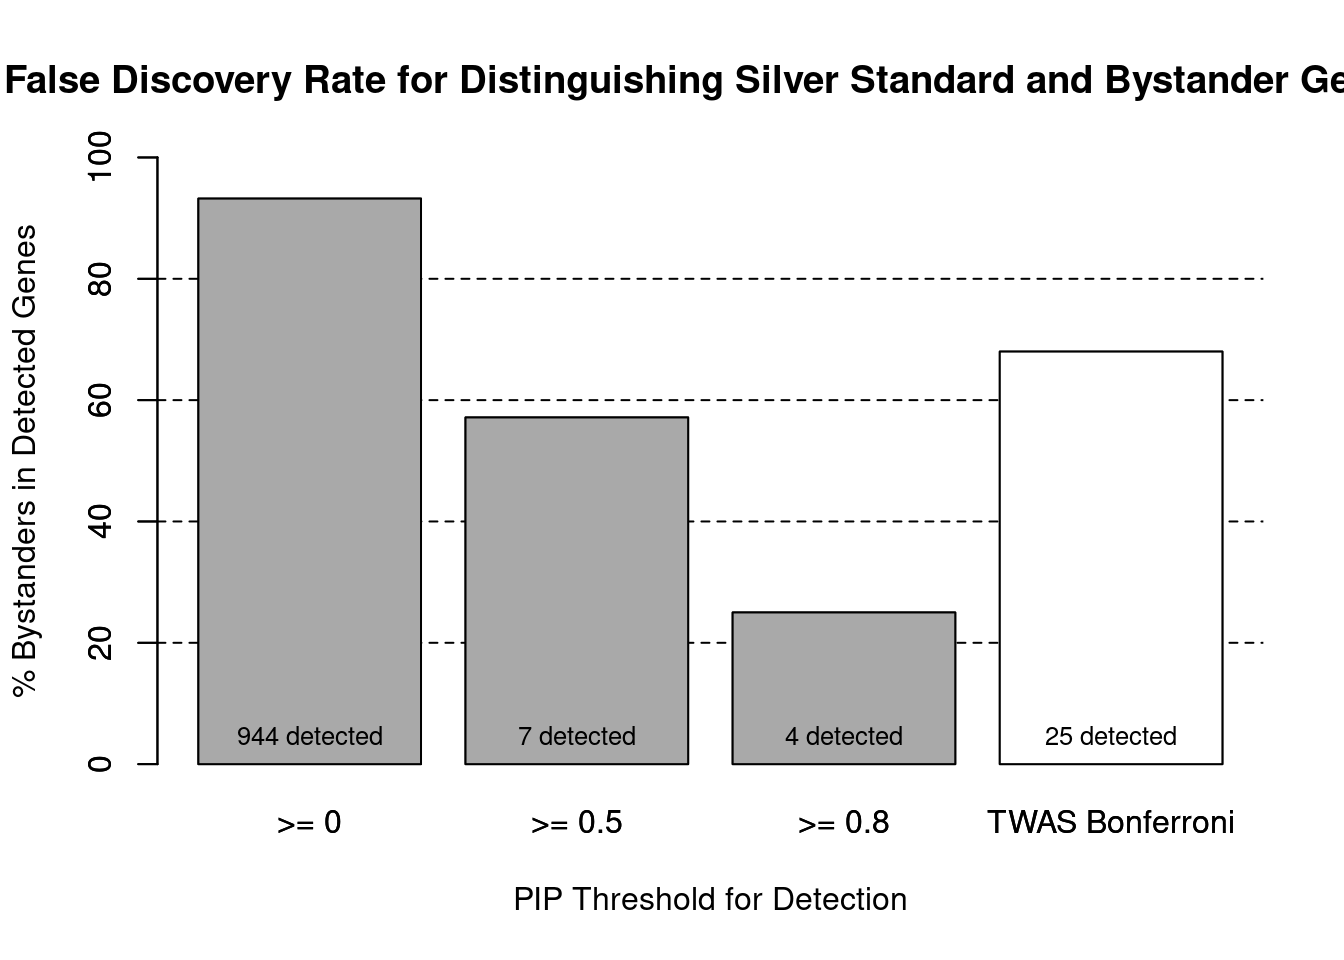 False Discovery Rate for Distinguishing Silver Standard and Bystander Ge
% Bystanders in Detected Genes
100
80
60
40
20
0
944 detected
7 detected
4 detected
25 detected
>= 0
>= 0.5
>= 0.8
TWAS Bonferroni
PIP Threshold for Detection